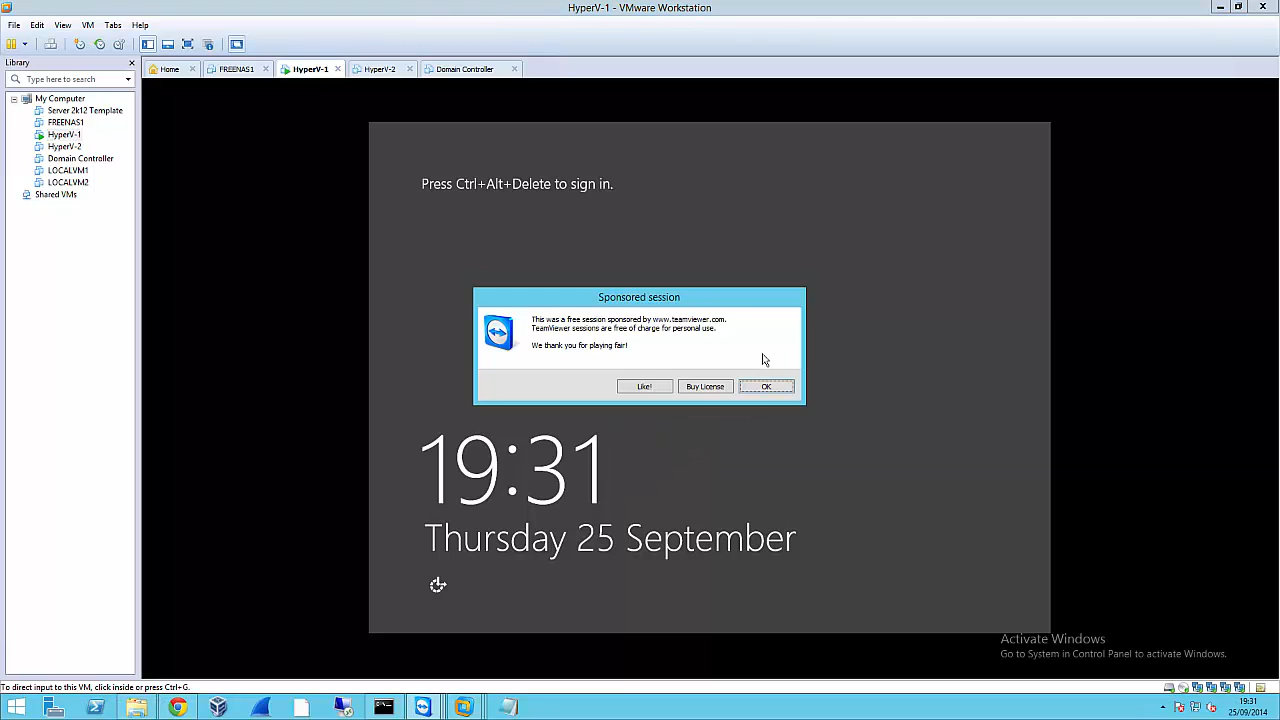 HyperV-1 - VMware Workstation
File Edit View VM Tabs Help
Library
Type here to search
Home
FREENAS1
HyperV-1
HyperV-2
Domain Controller
My Computer
Server 2k12 Template
FREENAS1
HyperV-1
HyperV-2
Domain Controller
LOCALVM1
LOCALVM2
Shared VMs
Press Ctrl+Alt+Delete to sign in.
Sponsored session
This was a free session sponsored by www.teamviewer.com.
TeamViewer sessions are free of charge for personal use.
We thank you for playing fair!
Like! Buy License OK
19:31
Thursday 25 September
Activate Windows
Go to System in Control Panel to activate Windows.
To direct input to this VM, click inside or press Ctrl+G.
19:31
25/09/2014